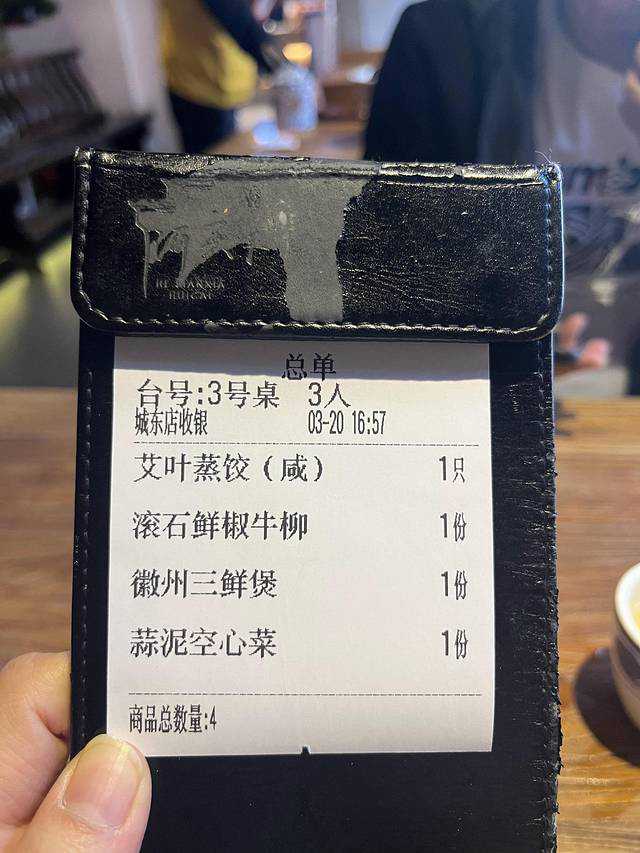 HUICAI
总单
台号:3号桌 3人
城东店收银 03-20 16:57
艾叶蒸饺(咸) 1只
滚石鲜椒牛柳 1份
徽州三鲜煲 1份
蒜泥空心菜 1份
商品总数量:4